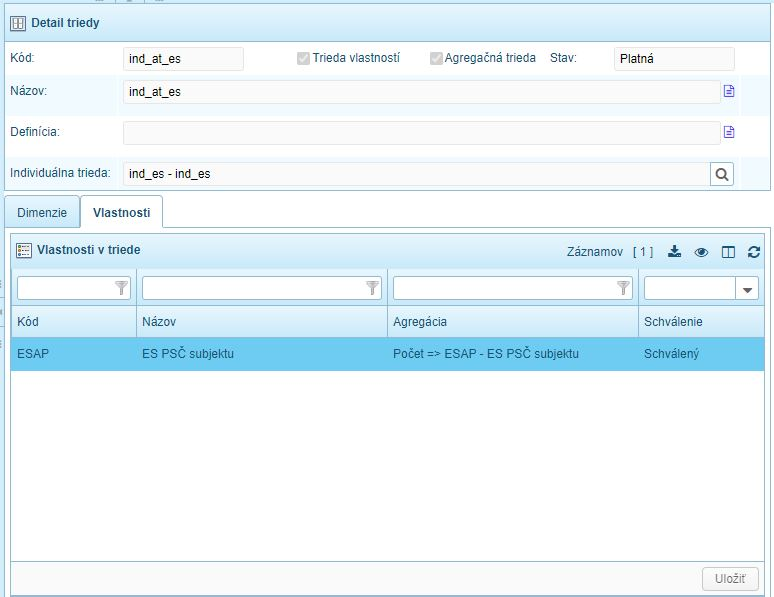 Detail triedy
Kód: ind_at_es Trieda vlastností Agregačná trieda Stav: Platná
Názov: ind_at_es
Definícia:
Individuálna trieda: ind_es - ind_es
Dimenzie Vlastnosti
Vlastnosti v triede Záznamov [ 1 ]
Kód Názov Agregácia Schválenie
ESAP ES PSČ subjektu Počet => ESAP - ES PSČ subjektu Schválený
Uložiť